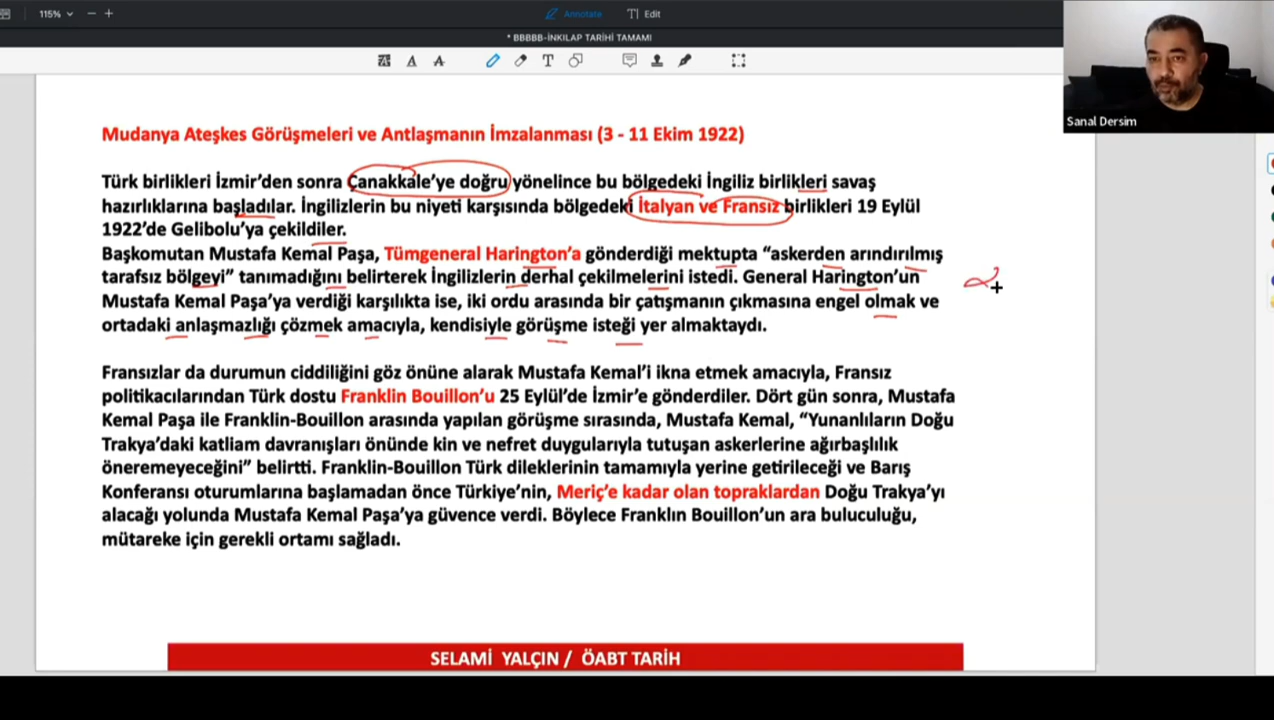 115%
Annotate
Edit
* BBBBB-İNKILAP TARİHİ TAMAMI
Sanal Dersim
Mudanya Ateşkes Görüşmeleri ve Antlaşmanın İmzalanması (3 - 11 Ekim 1922)
Türk birlikleri İzmir’den sonra Çanakkale’ye doğru yönelince bu bölgedeki İngiliz birlikleri savaş
hazırlıklarına başladılar. İngilizlerin bu niyeti karşısında bölgedeki İtalyan ve Fransız birlikleri 19 Eylül
1922’de Gelibolu’ya çekildiler.
Başkomutan Mustafa Kemal Paşa, Tümgeneral Harington’a gönderdiği mektupta “askerden arındırılmış
tarafsız bölgeyi” tanımadığını belirterek İngilizlerin derhal çekilmelerini istedi. General Harington’un
Mustafa Kemal Paşa’ya verdiği karşılıkta ise, iki ordu arasında bir çatışmanın çıkmasına engel olmak ve
ortadaki anlaşmazlığı çözmek amacıyla, kendisiyle görüşme isteği yer almaktaydı.
Fransızlar da durumun ciddiliğini göz önüne alarak Mustafa Kemal’i ikna etmek amacıyla, Fransız
politikacılarından Türk dostu Franklin Bouillon’u 25 Eylül’de İzmir’e gönderdiler. Dört gün sonra, Mustafa
Kemal Paşa ile Franklin-Bouillon arasında yapılan görüşme sırasında, Mustafa Kemal, “Yunanlıların Doğu
Trakya’daki katliam davranışları önünde kin ve nefret duygularıyla tutuşan askerlerine ağırbaşlılık
öneremeyeceğini” belirtti. Franklin-Bouillon Türk dileklerinin tamamıyla yerine getirileceği ve Barış
Konferansı oturumlarına başlamadan önce Türkiye’nin, Meriç’e kadar olan topraklardan Doğu Trakya’yı
alacağı yolunda Mustafa Kemal Paşa’ya güvence verdi. Böylece Franklın Bouillon’un ara buluculuğu,
mütareke için gerekli ortamı sağladı.
SELAMİ YALÇIN / ÖABT TARİH